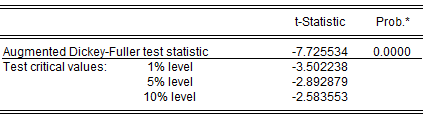 t-Statistic Prob.*
Augmented Dickey-Fuller test statistic -7.725534 0.0000
Test critical values: 1% level -3.502238
5% level -2.892879
10% level -2.583553